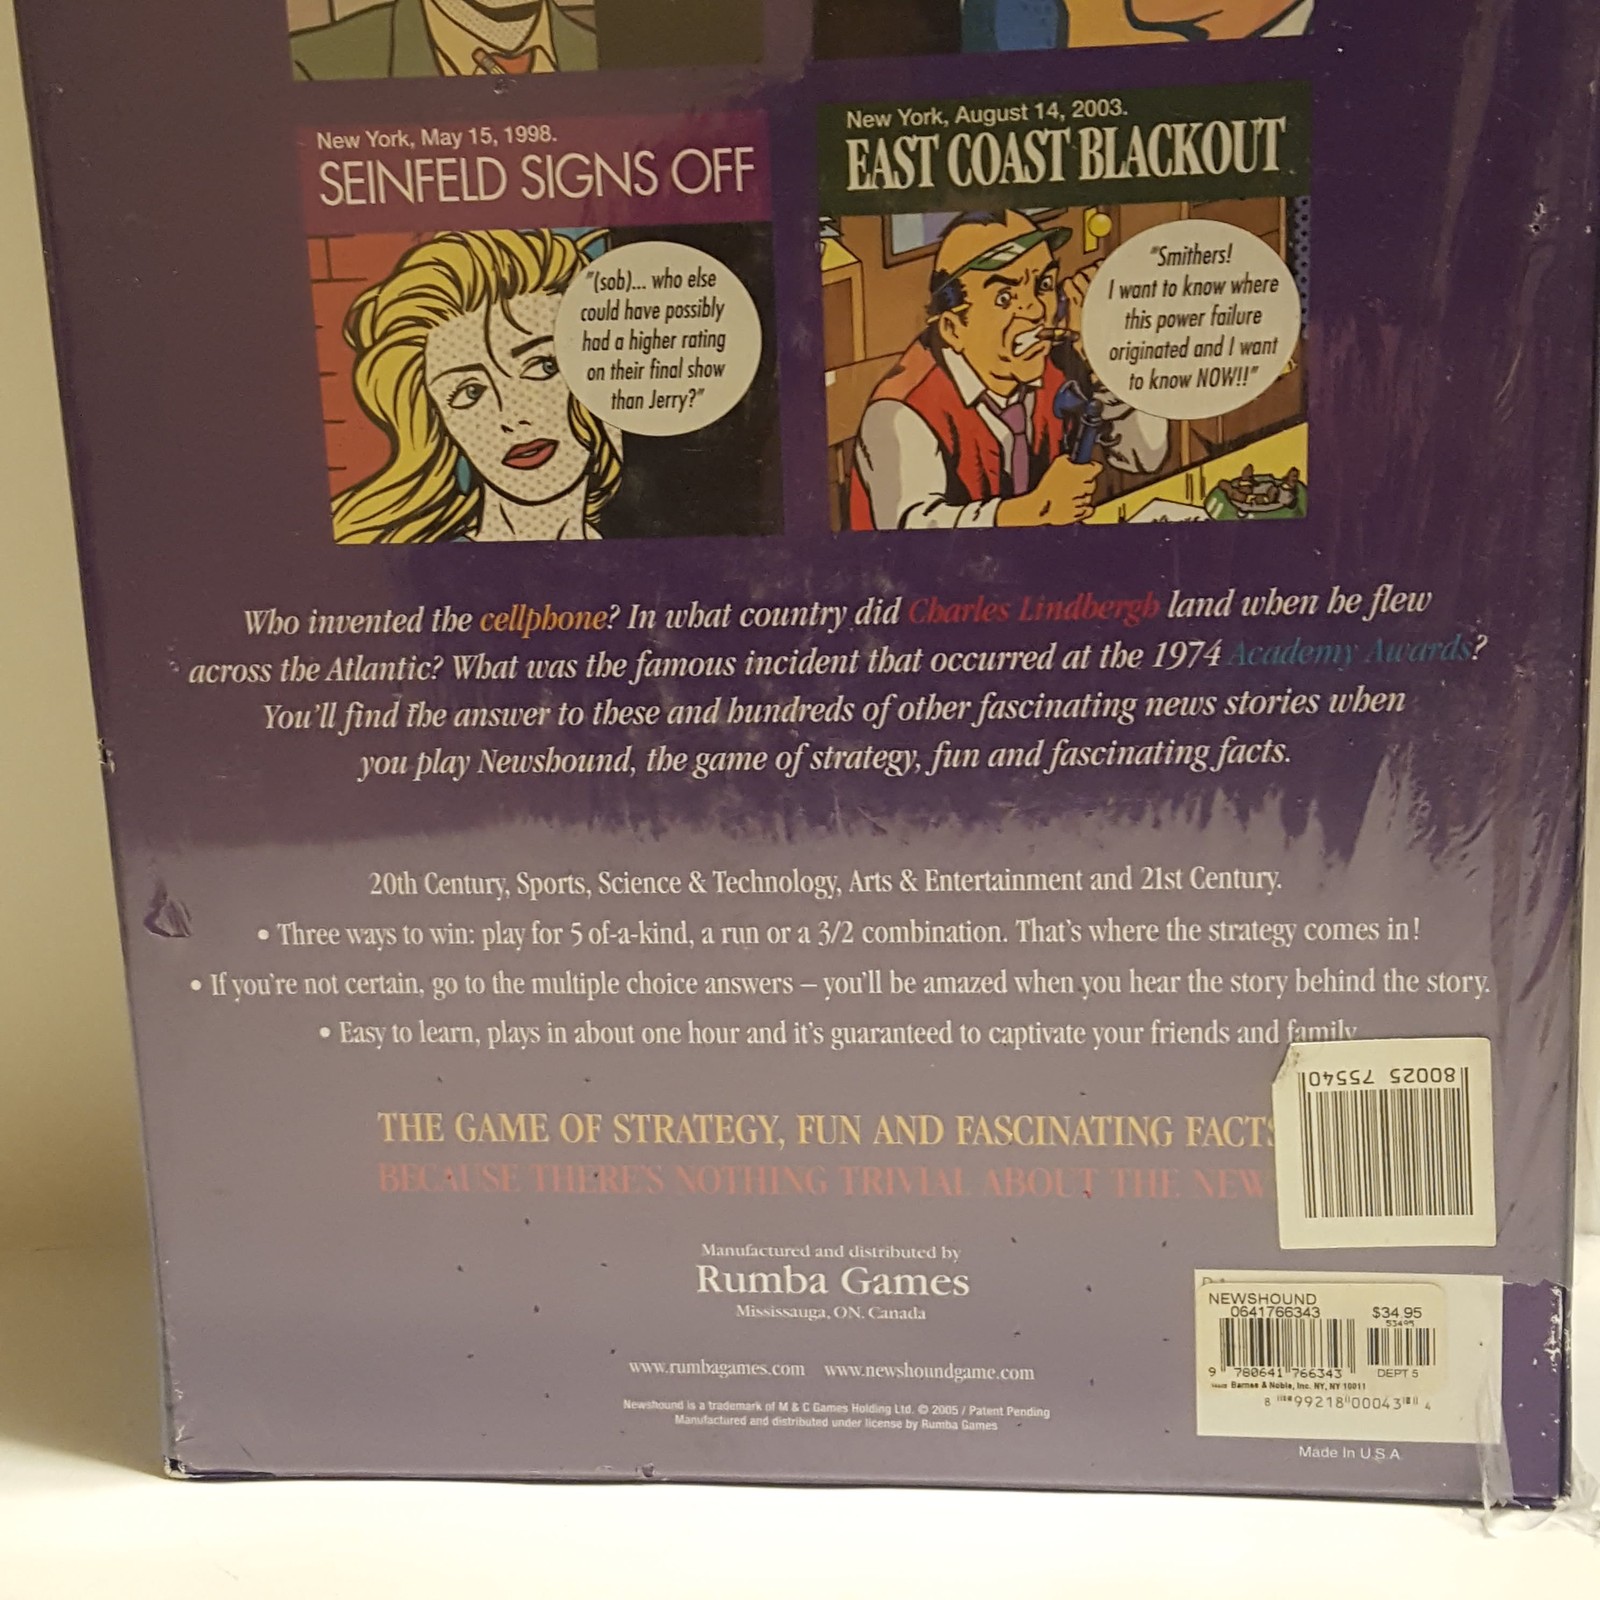 New York, May 15, 1998.
SEINFELD SIGNS OFF
"(sob)... who else
could have possibly
had a higher rating
on their final show
than Jerry?"
New York, August 14, 2003.
EAST COAST BLACKOUT
"Smithers!
I want to know where
this power failure
originated and I want
to know NOW!!"
Who invented the cellphone? In what country did Charles Lindbergh land when he flew
across the Atlantic? What was the famous incident that occurred at the 1974 Academy Awards?
You'll find the answer to these and hundreds of other fascinating news stories when
you play Newshound, the game of strategy, fun and fascinating facts.
20th Century, Sports, Science & Technology, Arts & Entertainment and 21st Century.
• Three ways to win: play for 5 of-a-kind, a run or a 3/2 combination. That's where the strategy comes in!
• If you're not certain, go to the multiple choice answers – you'll be amazed when you hear the story behind the story.
• Easy to learn, plays in about one hour and it's guaranteed to captivate your friends and family
80025 75540
THE GAME OF STRATEGY, FUN AND FASCINATING FACTS
BECAUSE THERE'S NOTHING TRIVIAL ABOUT THE NEW
Manufactured and distributed by
Rumba Games
Mississauga, ON, Canada
www.rumbagames.com www.newshoundgame.com
Newshound is a trademark of M & C Games Holding Ltd. © 2005 / Patent Pending
Manufactured and distributed under license by Rumba Games
NEWSHOUND
0641766343 $34.95
53495
9 780641 766343 DEPT 5
Barnes & Noble, Inc. NY, NY 10011
8 99218 00043 4
Made In U.S.A.